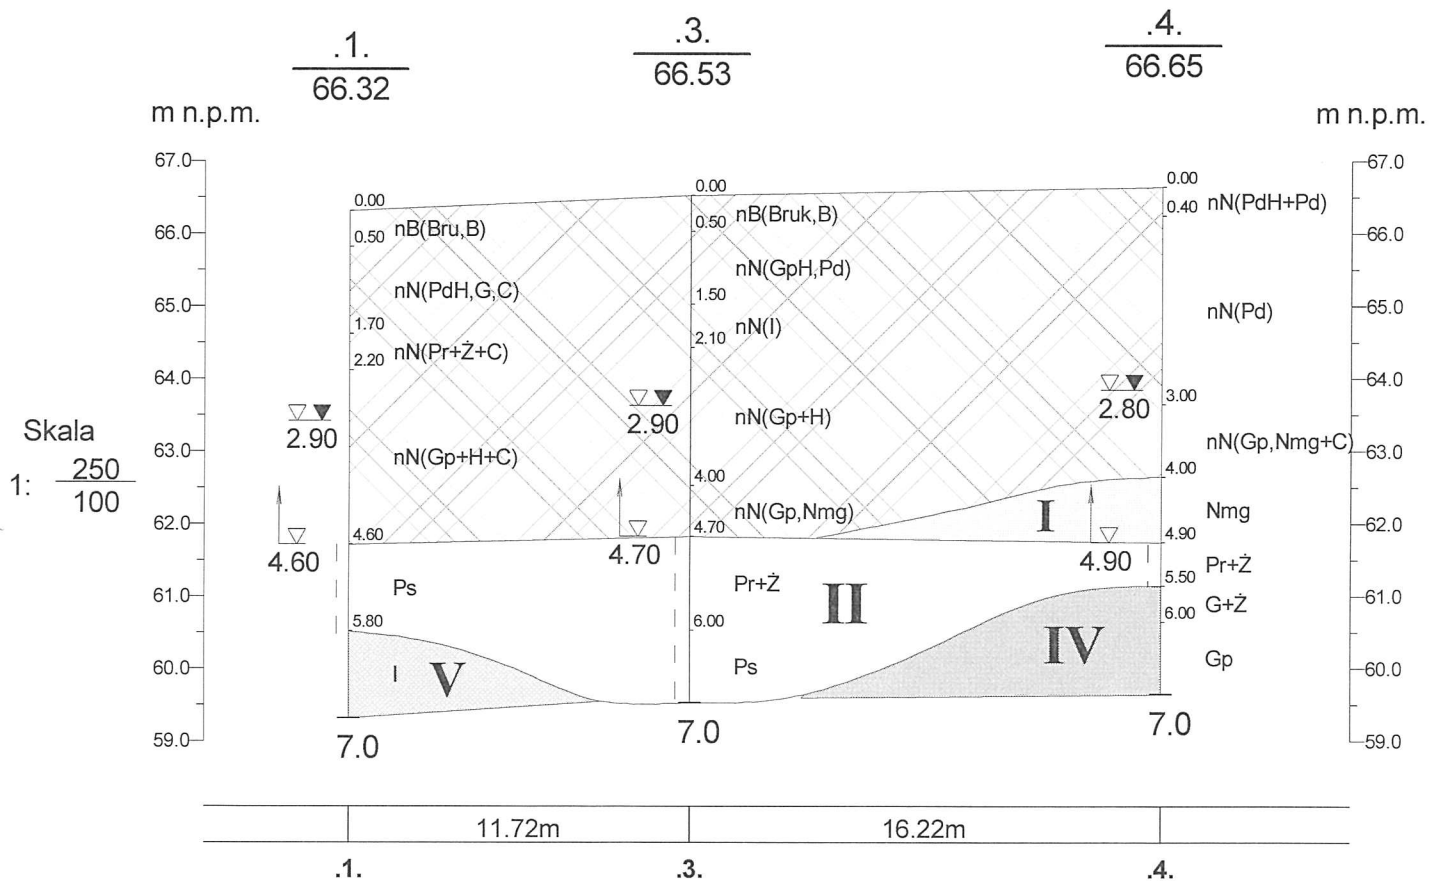 .1.
66.32
.3.
66.53
.4.
66.65
m n.p.m.
m n.p.m.
67.0
66.0
65.0
64.0
63.0
62.0
61.0
60.0
59.0
Skala
1: 250
100
0.00
nB(Bru,B)
0.50
nN(PdH,G,C)
1.70
nN(Pr+Ż+C)
2.20
2.90
nN(Gp+H+C)
4.60
4.60
Ps
5.80
I
V
7.0
0.00
nB(Bruk,B)
0.50
nN(GpH,Pd)
1.50
nN(I)
2.10
2.90
nN(Gp+H)
4.00
nN(Gp,Nmg)
4.70
4.70
Pr+Ż
II
6.00
Ps
7.0
0.00
nN(PdH+Pd)
0.40
nN(Pd)
2.80
3.00
nN(Gp,Nmg+C)
4.00
I
Nmg
4.90
4.90
Pr+Ż
5.50
G+Ż
6.00
IV
Gp
7.0
67.0
66.0
65.0
64.0
63.0
62.0
61.0
60.0
59.0
11.72m
16.22m
.1.
.3.
.4.